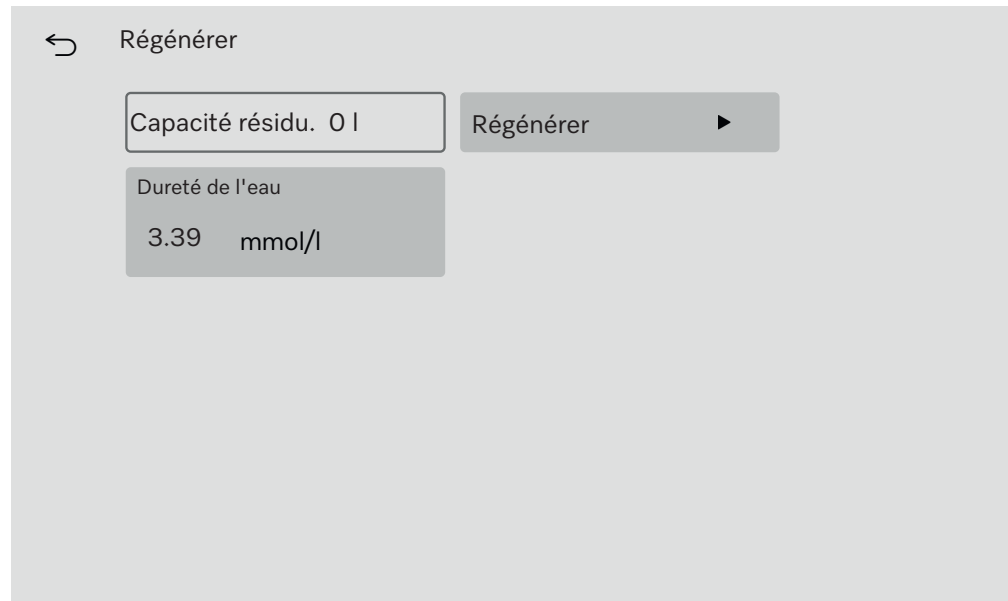 Régénérer
Capacité résidu. 0 l
Régénérer
Dureté de l'eau
3.39 mmol/l